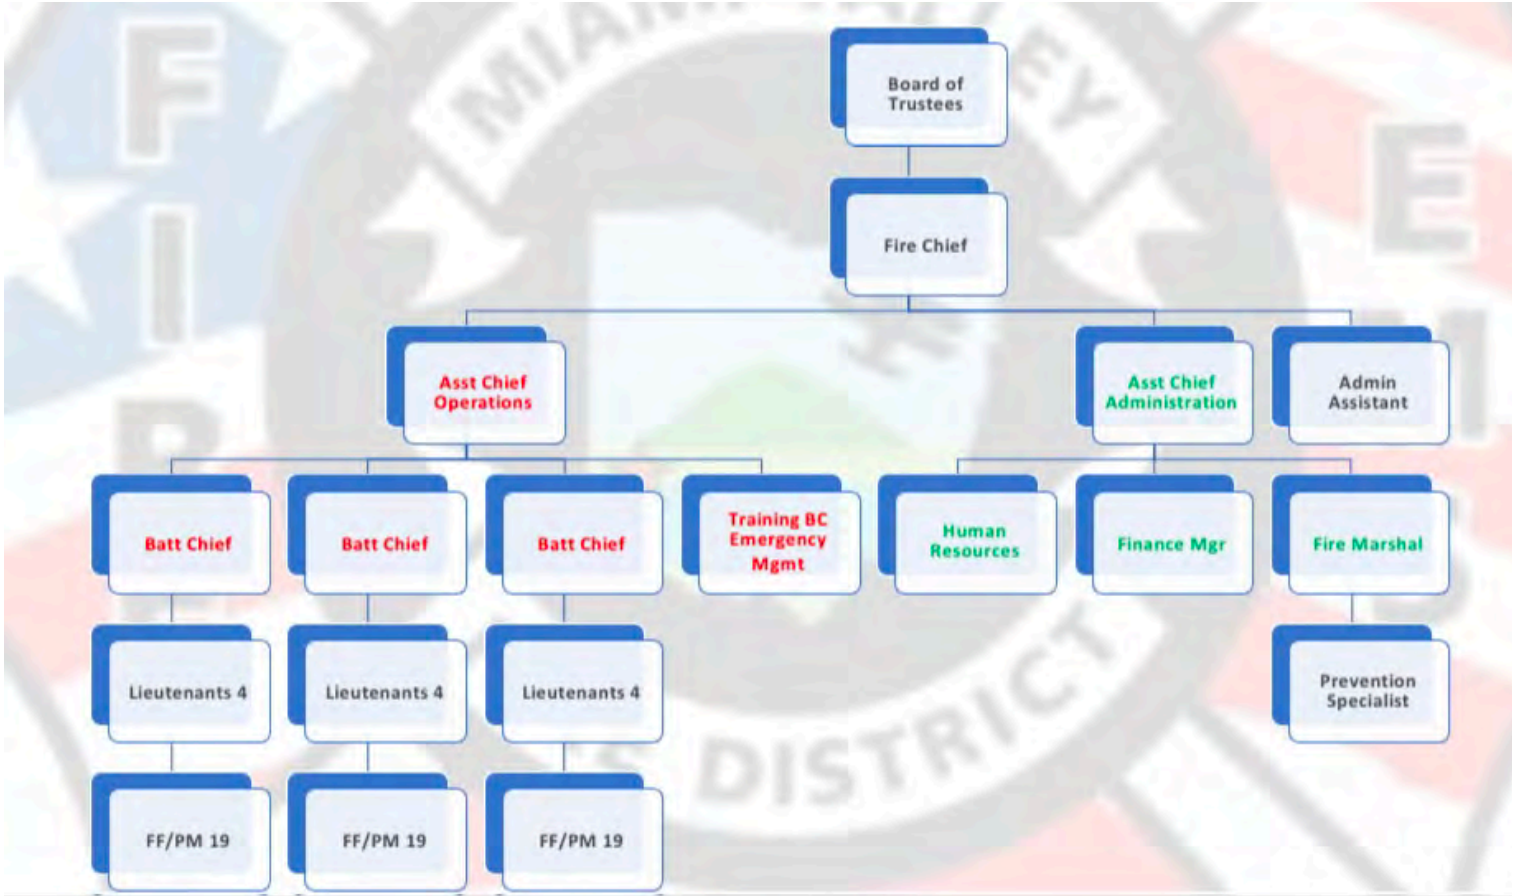 Board of
Trustees
Fire Chief
Asst Chief
Operations
Asst Chief
Administration
Admin
Assistant
Batt Chief
Batt Chief
Batt Chief
Training BC
Emergency
Mgmt
Human
Resources
Finance Mgr
Fire Marshal
Lieutenants 4
Lieutenants 4
Lieutenants 4
Prevention
Specialist
FF/PM 19
FF/PM 19
FF/PM 19
FIRE
DISTRICT